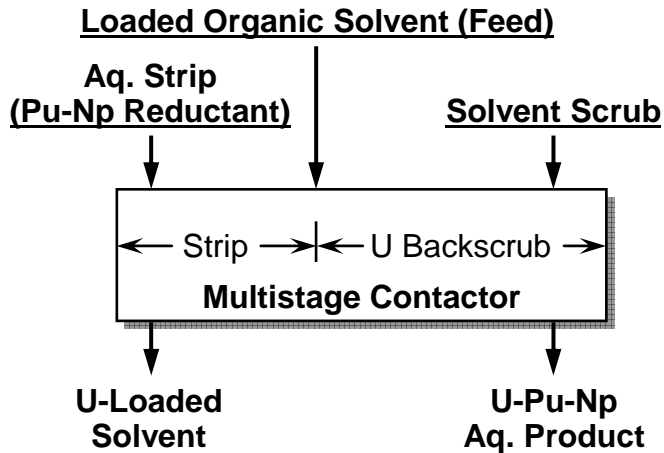 Loaded Organic Solvent (Feed)
Aq. Strip
(Pu-Np Reductant)
Solvent Scrub
Strip
U Backscrub
Multistage Contactor
U-Loaded
Solvent
U-Pu-Np
Aq. Product